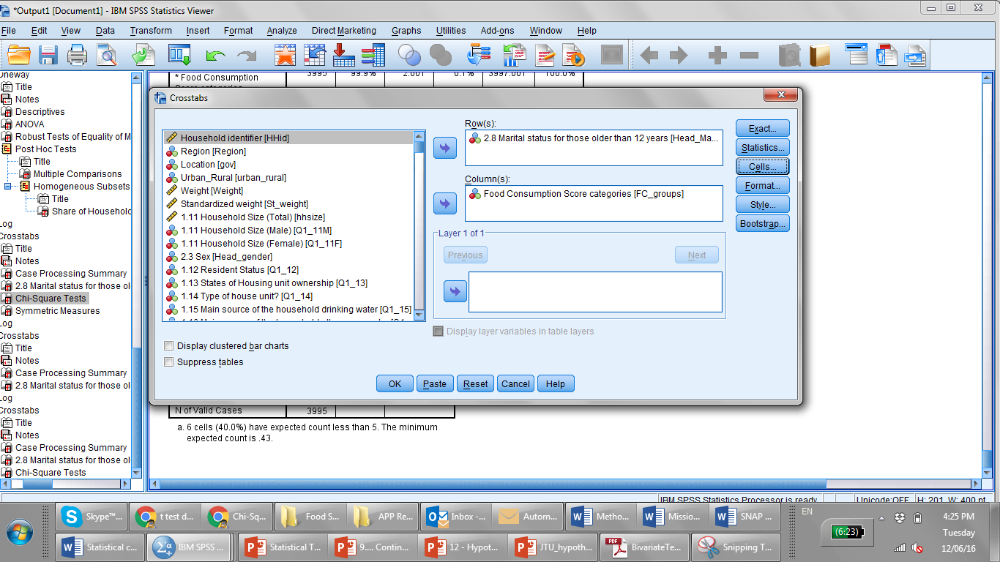 *Output1 [Document1] - IBM SPSS Statistics Viewer
File Edit View Data Transform Insert Format Analyze Direct Marketing Graphs Utilities Add-ons Window Help
Oneway
Title
Notes
Descriptives
ANOVA
Robust Tests of Equality of M
Post Hoc Tests
Title
Multiple Comparisons
Homogeneous Subsets
Title
Share of Househol
Log
Crosstabs
Title
Notes
Case Processing Summary
2.8 Marital status for those ol
Chi-Square Tests
Symmetric Measures
Log
Crosstabs
Title
Notes
Case Processing Summary
2.8 Marital status for those ol
Log
Crosstabs
Title
Notes
Case Processing Summary
2.8 Marital status for those ol
Chi-Square Tests
* Food Consumption 3995 99.9% 2.001 0.1% 3997.001 100.0%
Crosstabs
Household identifier [HHid]
Region [Region]
Location [gov]
Urban_Rural [urban_rural]
Weight [Weight]
Standardized weight [St_weight]
1.11 Household Size (Total) [hhsize]
1.11 Household Size (Male) [Q1_11M]
1.11 Household Size (Female) [Q1_11F]
2.3 Sex [Head_gender]
1.12 Resident Status [Q1_12]
1.13 States of Housing unit ownership [Q1_13]
1.14 Type of house unit? [Q1_14]
1.15 Main source of the household drinking water [Q1_15]
Display clustered bar charts
Suppress tables
Row(s):
2.8 Marital status for those older than 12 years [Head_Ma...
Column(s):
Food Consumption Score categories [FC_groups]
Layer 1 of 1
Previous Next
Display layer variables in table layers
Exact...
Statistics...
Cells...
Format...
Style...
Bootstrap...
OK Paste Reset Cancel Help
N of Valid Cases 3995
a. 6 cells (40.0%) have expected count less than 5. The minimum
expected count is .43.
IBM SPSS Statistics Processor is ready Unicode:OFF H: 201, W: 400 pt
Skype™... t test d... Chi-Sq... Food S... APP Re... Inbox -... Autom... Metho... Missio... SNAP ...
Statistical c... IBM SPSS ... Statistical T... 9.... Contin... 12 - Hypot... JTU_hypoth... BivariateTe... Snipping T...
EN
(6:23)
4:25 PM
Tuesday
12/06/16